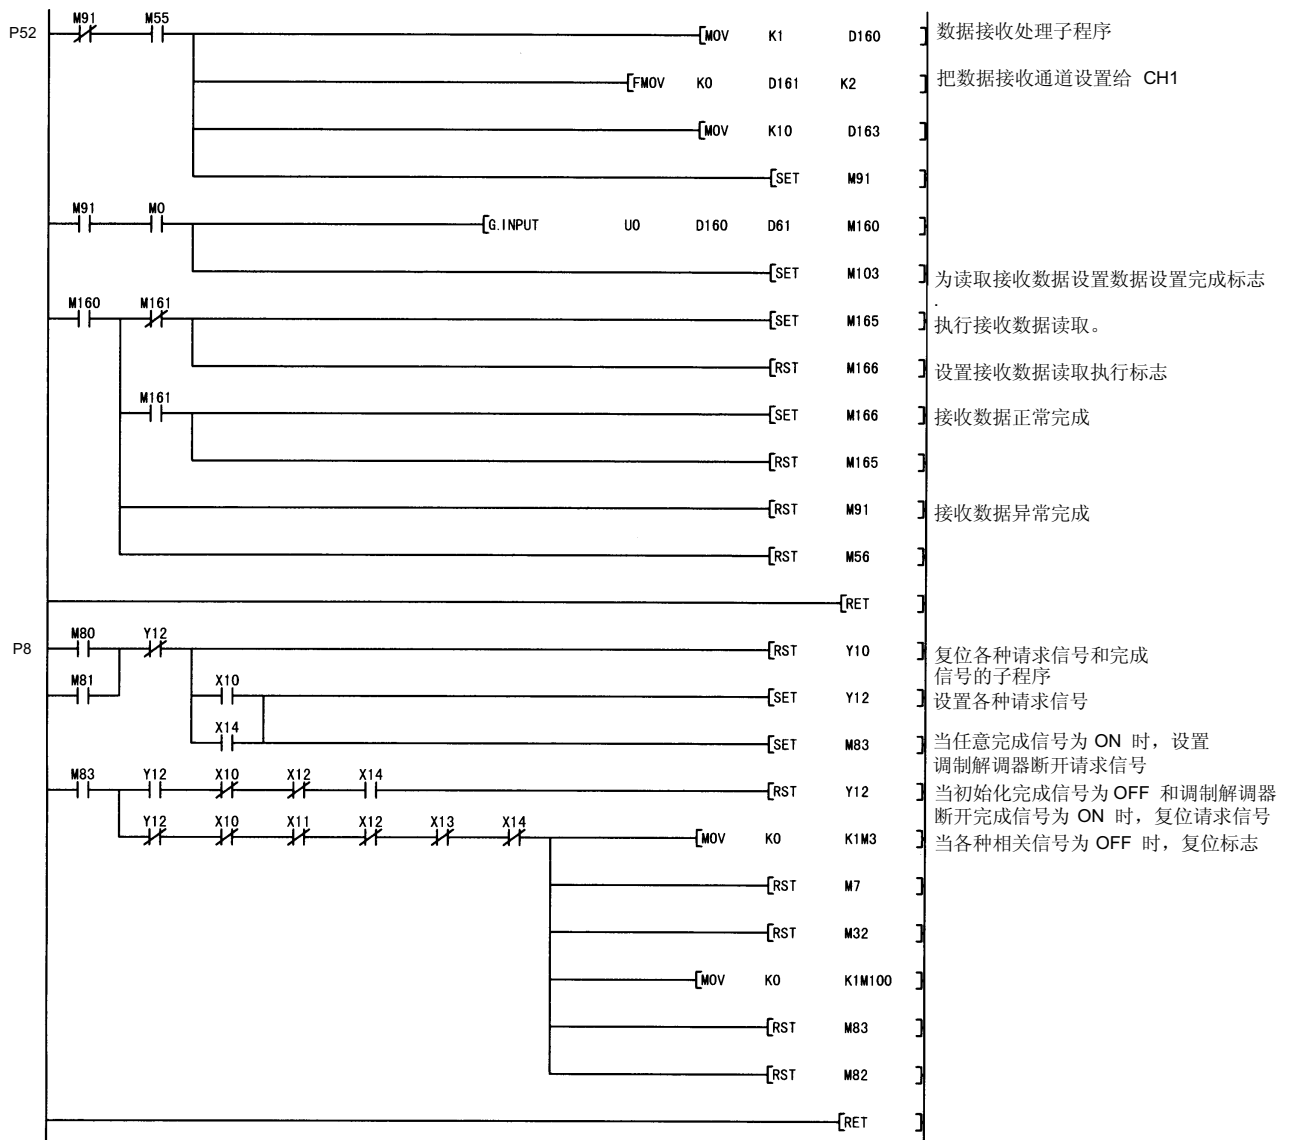 M91 M55
P52 [MOV K1 D160 ] 数据接收处理子程序
[FMOV K0 D161 K2 ] 把数据接收通道设置给 CH1
[MOV K10 D163 ]
[SET M91 ]
M91 M0
[G.INPUT U0 D160 D61 M160 ]
[SET M103 ] 为读取接收数据设置数据设置完成标志
.
M160 M161
[SET M165 ] 执行接收数据读取。
[RST M166 ] 设置接收数据读取执行标志
M161
[SET M166 ] 接收数据正常完成
[RST M165 ]
[RST M91 ] 接收数据异常完成
[RST M56 ]
[RET ]
M80 Y12
P8 [RST Y10 ] 复位各种请求信号和完成
信号的子程序
M81 X10
[SET Y12 ] 设置各种请求信号
X14
[SET M83 ] 当任意完成信号为 ON 时，设置
调制解调器断开请求信号
M83 Y12 X10 X12 X14
[RST Y12 ] 当初始化完成信号为 OFF 和调制解调器
断开完成信号为 ON 时，复位请求信号
Y12 X10 X11 X12 X13 X14
[MOV K0 K1M3 ] 当各种相关信号为 OFF 时，复位标志
[RST M7 ]
[RST M32 ]
[MOV K0 K1M100 ]
[RST M83 ]
[RST M82 ]
[RET ]